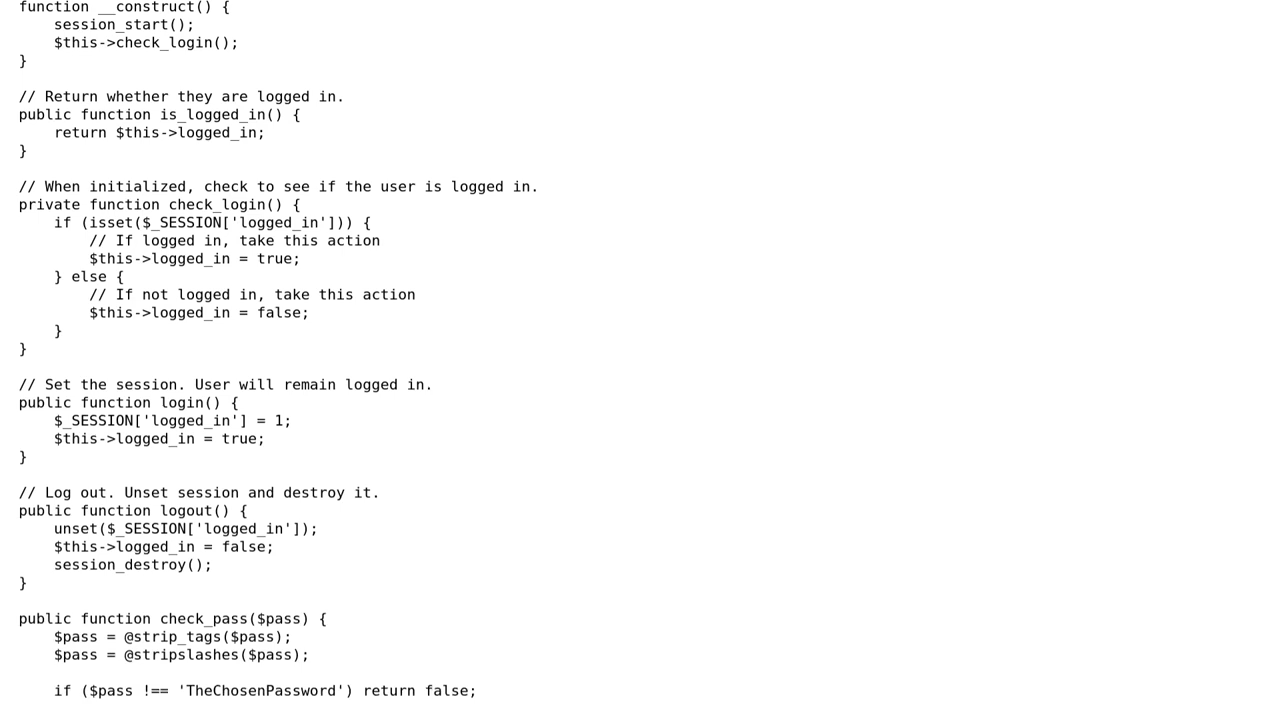 function __construct() {
    session_start();
    $this->check_login();
}

// Return whether they are logged in.
public function is_logged_in() {
    return $this->logged_in;
}

// When initialized, check to see if the user is logged in.
private function check_login() {
    if (isset($_SESSION['logged_in'])) {
        // If logged in, take this action
        $this->logged_in = true;
    } else {
        // If not logged in, take this action
        $this->logged_in = false;
    }
}

// Set the session. User will remain logged in.
public function login() {
    $_SESSION['logged_in'] = 1;
    $this->logged_in = true;
}

// Log out. Unset session and destroy it.
public function logout() {
    unset($_SESSION['logged_in']);
    $this->logged_in = false;
    session_destroy();
}

public function check_pass($pass) {
    $pass = @strip_tags($pass);
    $pass = @stripslashes($pass);

    if ($pass !== 'TheChosenPassword') return false;